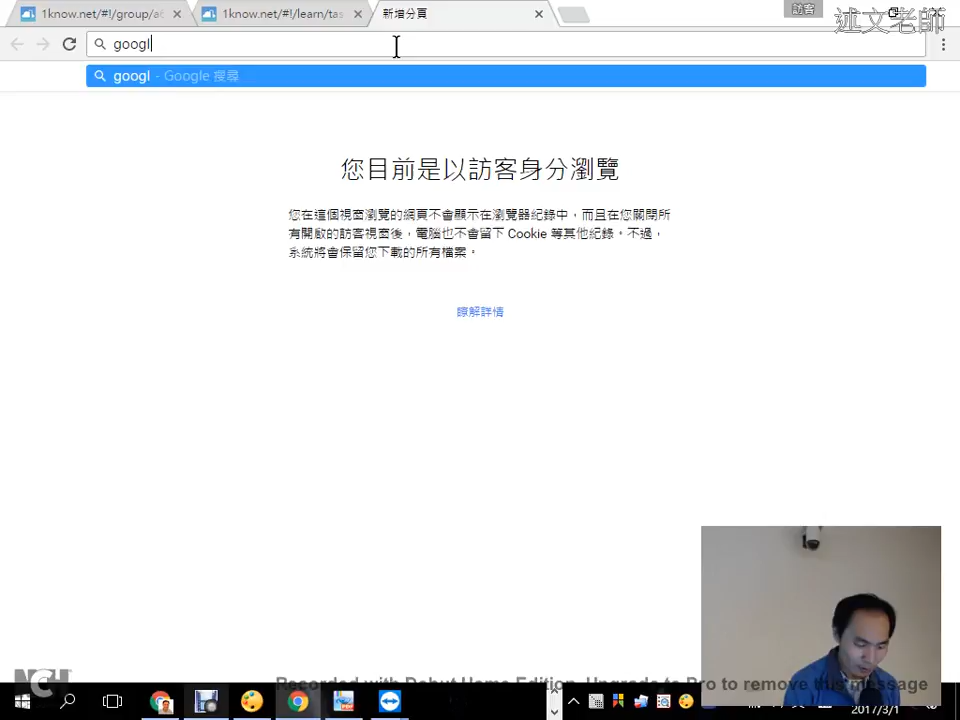 1know.net/#!/group/a6
1know.net/#!/learn/tas
新增分頁
訪客
述文老師
googl
googl - Google 搜尋
您目前是以訪客身分瀏覽
您在這個視窗瀏覽的網頁不會顯示在瀏覽器紀錄中，而且在您關閉所
有開啟的訪客視窗後，電腦也不會留下 Cookie 等其他紀錄。不過，
系統將會保留您下載的所有檔案。
瞭解詳情
NCH
Recorded with Debut Home Edition. Upgrade to Pro to remove this message
2017/3/1